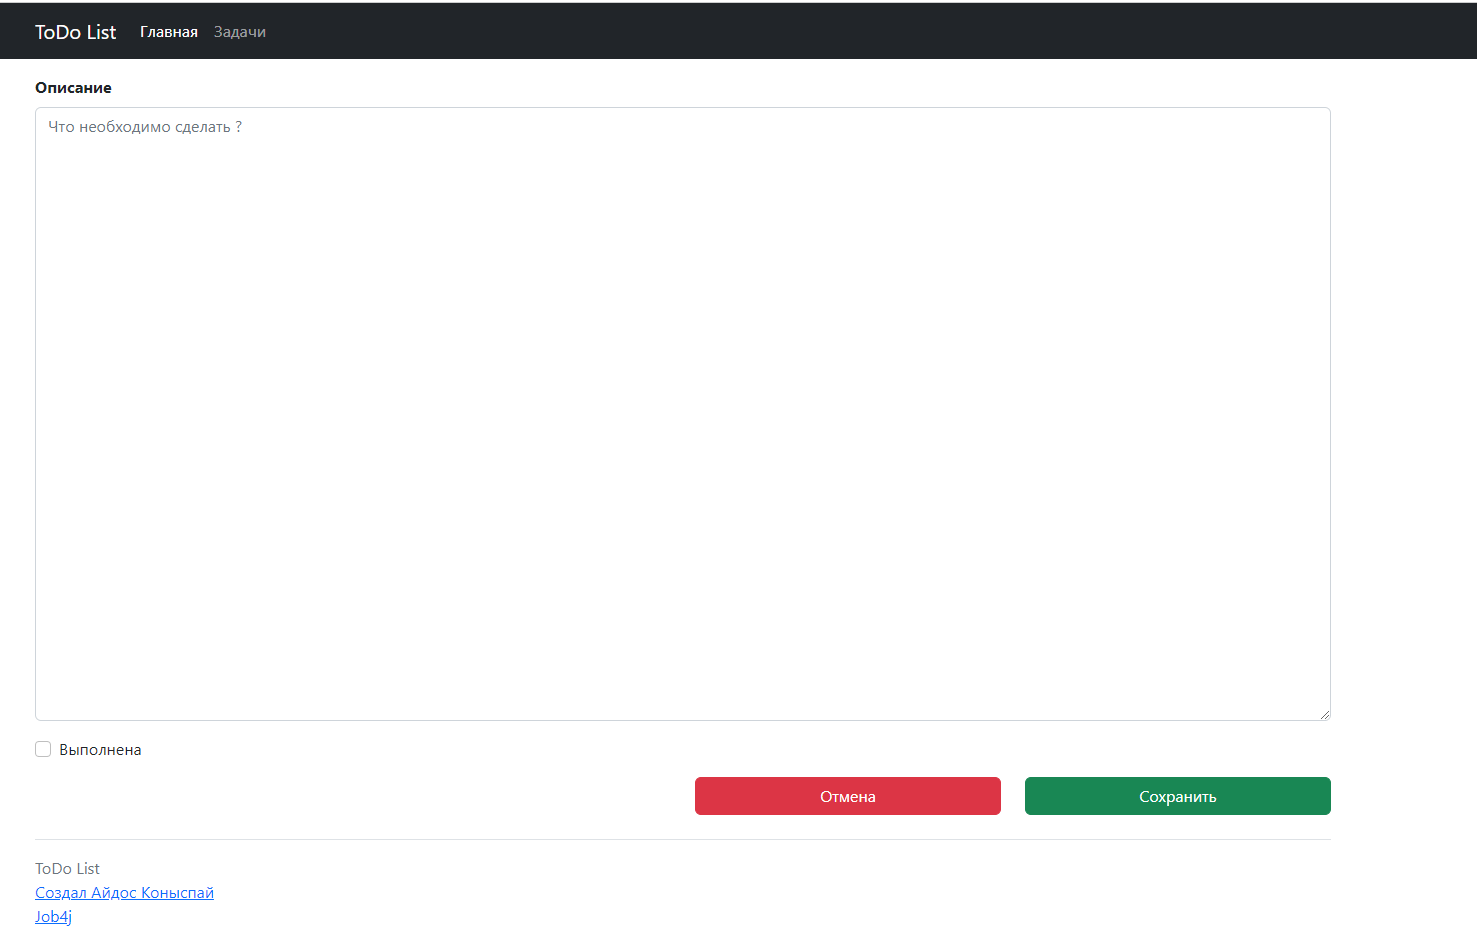 ToDo List Главная Задачи
Описание
Что необходимо сделать ?
Выполнена
Отмена Сохранить
ToDo List
Создал Айдос Коныспай
Job4j